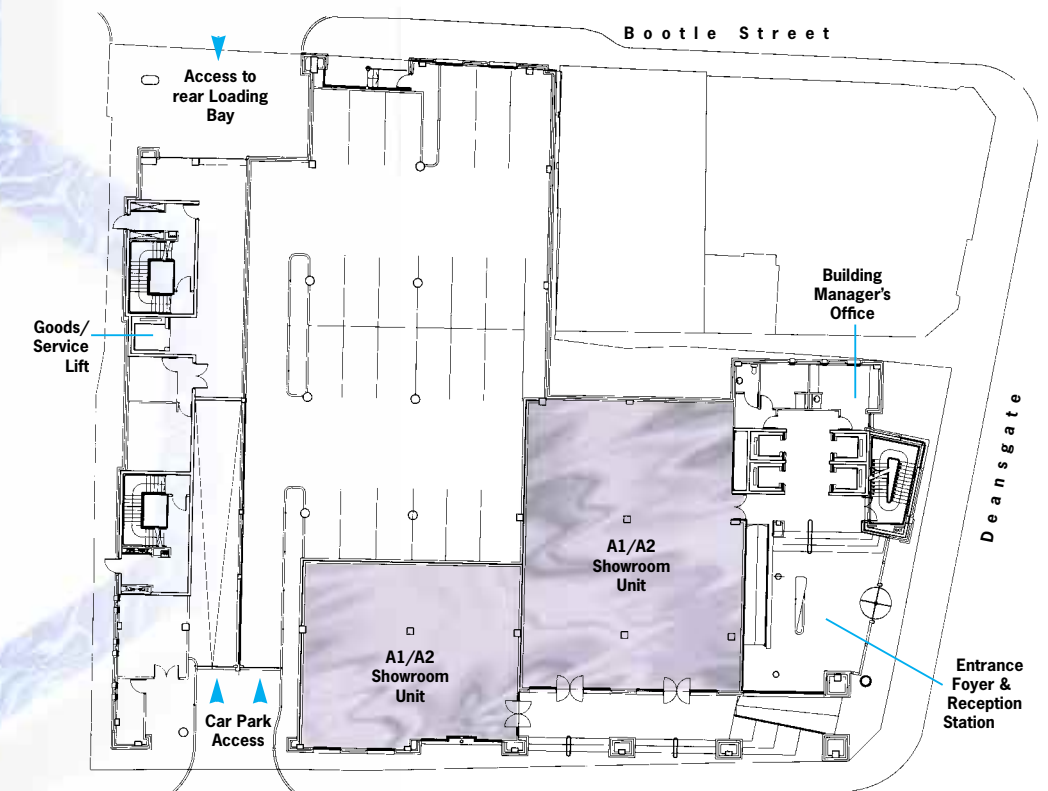 Bootle Street
Access to
rear Loading
Bay
Building
Manager's
Office
Goods/
Service
Lift
Deansgate
A1/A2
Showroom
Unit
A1/A2
Showroom
Unit
Entrance
Foyer &
Reception
Station
Car Park
Access